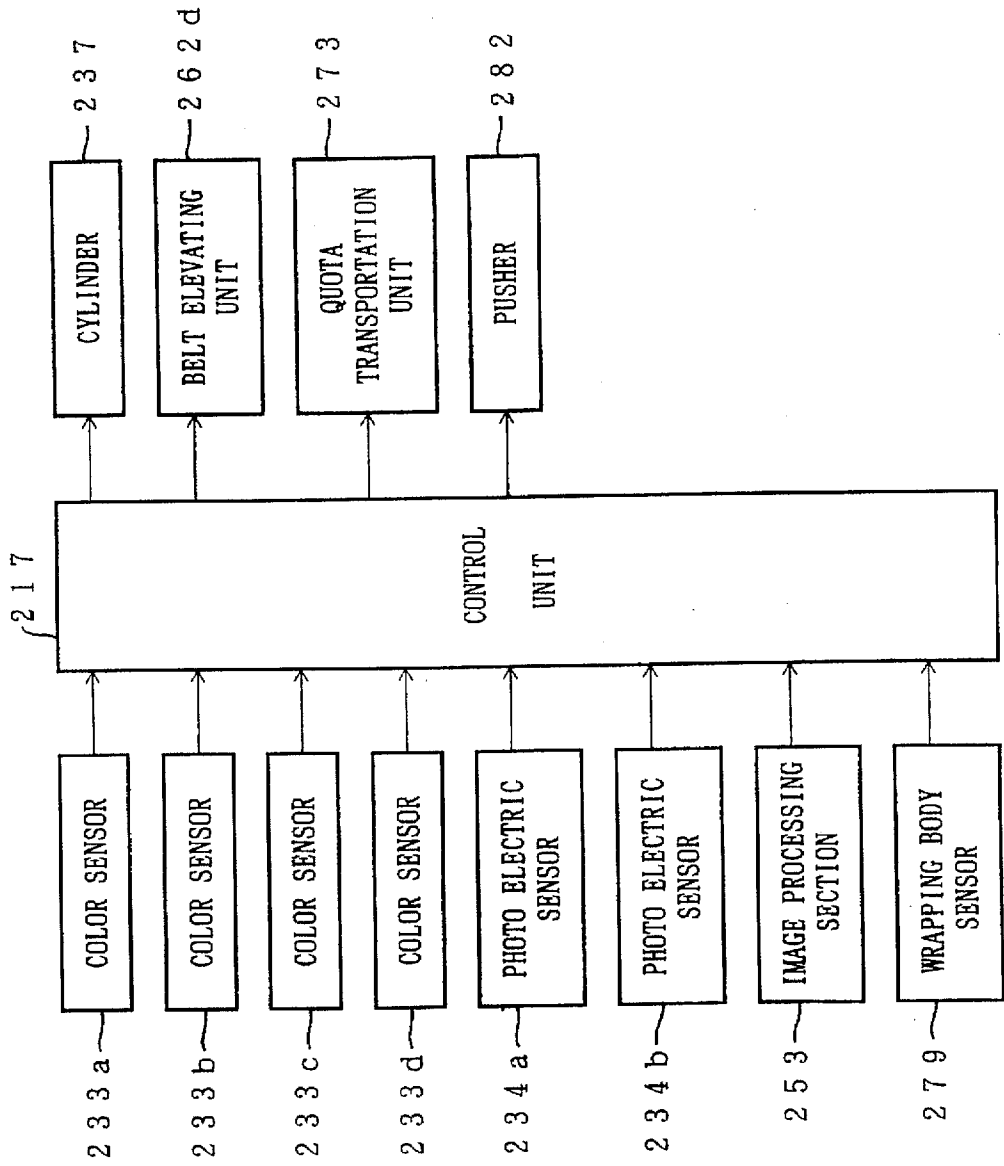 217
233a
COLOR SENSOR
233b
COLOR SENSOR
233c
COLOR SENSOR
233d
COLOR SENSOR
234a
PHOTO ELECTRIC
SENSOR
234b
PHOTO ELECTRIC
SENSOR
253
IMAGE PROCESSING
SECTION
279
WRAPPING BODY
SENSOR
CONTROL
UNIT
CYLINDER
237
BELT ELEVATING
UNIT
262d
QUOTA
TRANSPORTATION
UNIT
273
PUSHER
282